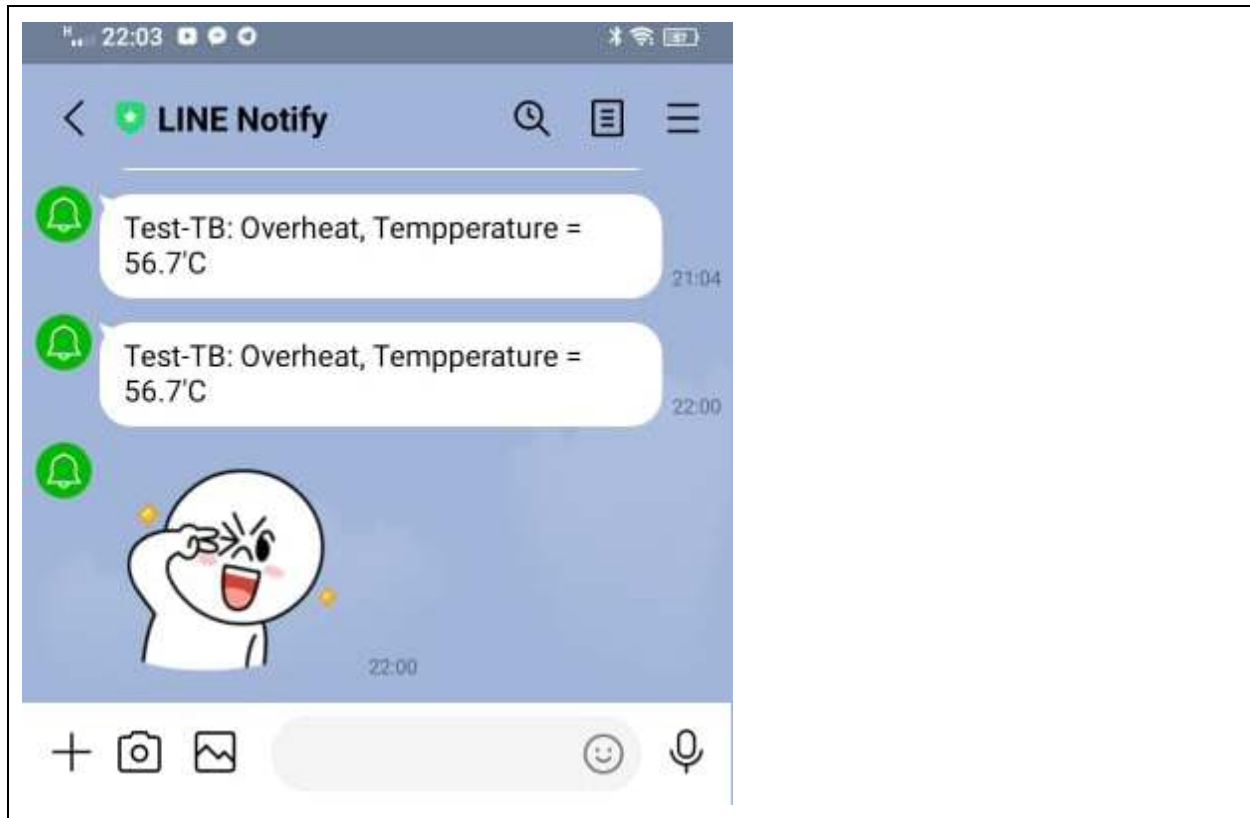 H 22:03
LINE Notify
Test-TB: Overheat, Tempperature =
56.7'C
21:04
Test-TB: Overheat, Tempperature =
56.7'C
22:00
22:00